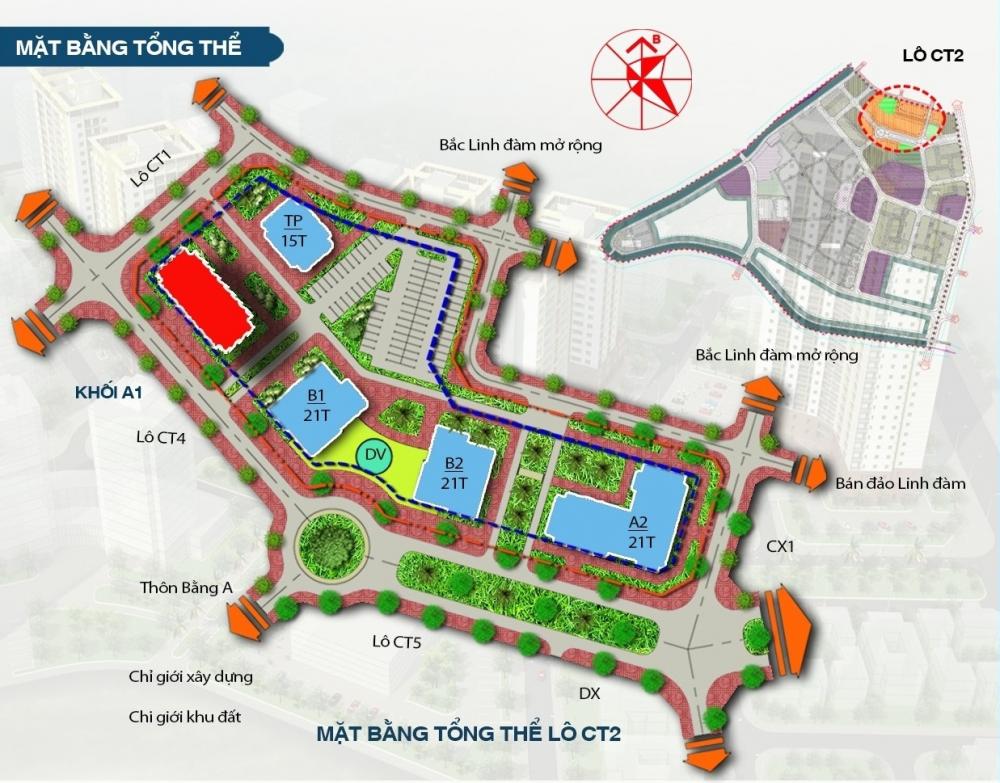 MẶT BẰNG TỔNG THỂ
B
LÔ CT2
Bắc Linh đàm mở rộng
Lô CT1
TP
15T
Bắc Linh đàm mở rộng
KHỐI A1
B1
21T
Lô CT4
DV
B2
21T
Bán đảo Linh đàm
A2
21T
CX1
Thôn Bằng A
Lô CT5
Chỉ giới xây dựng
DX
Chi giới khu đất
MẶT BẰNG TỔNG THỂ LÔ CT2